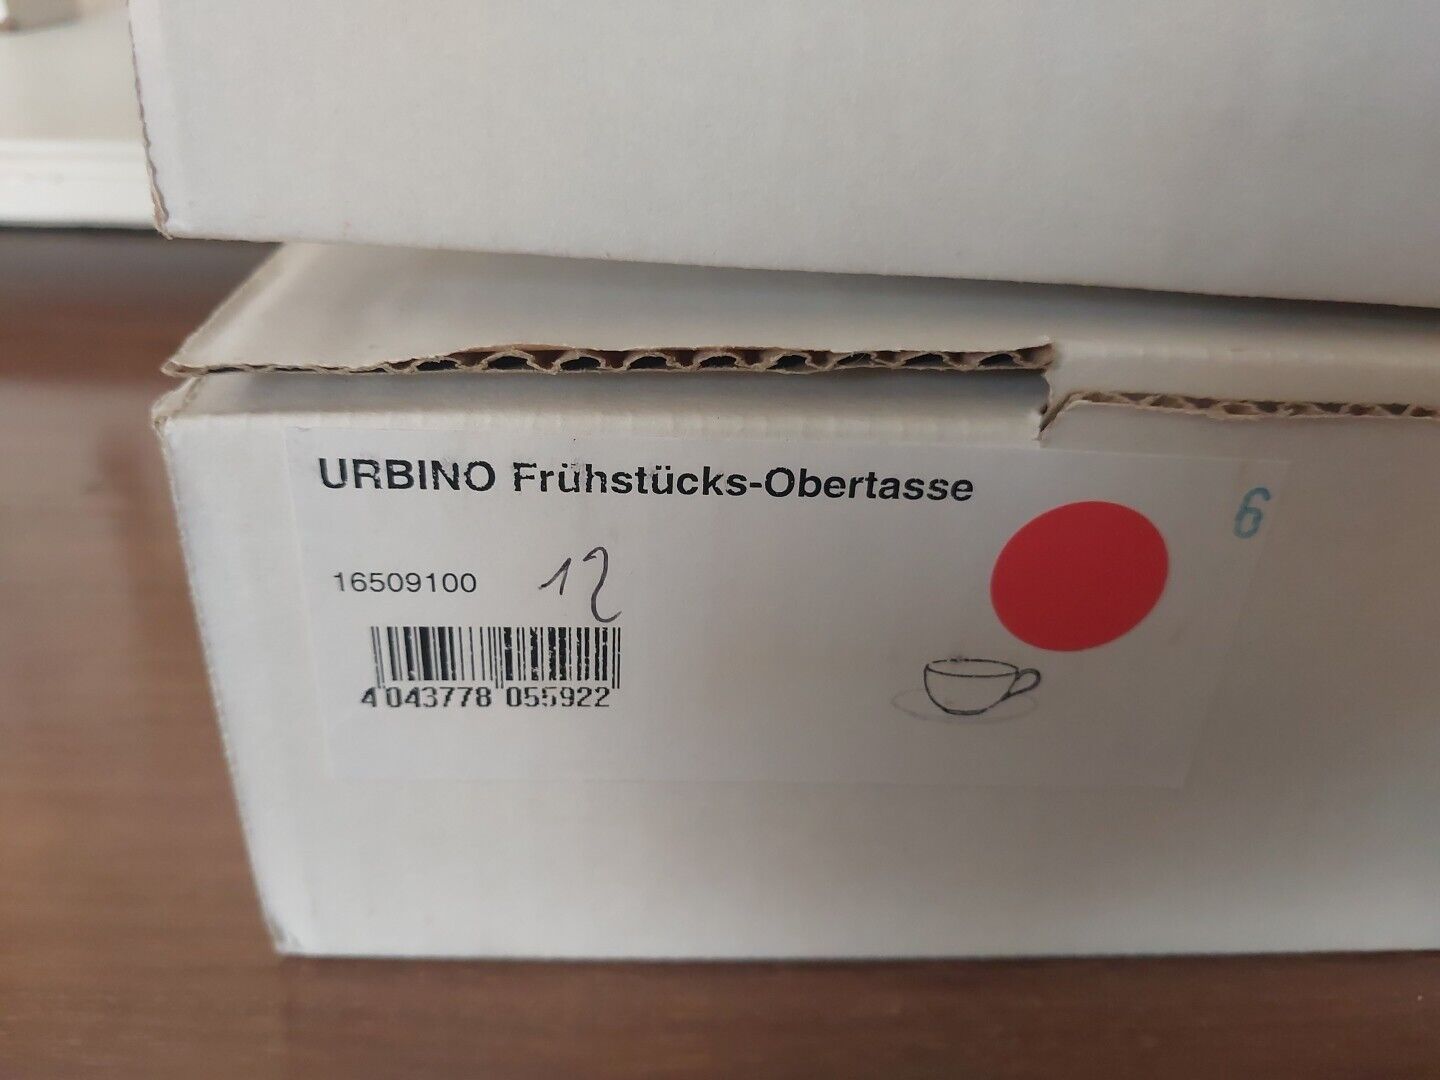 URBINO Frühstücks-Obertasse
6
16509100 12
4 043778 055922